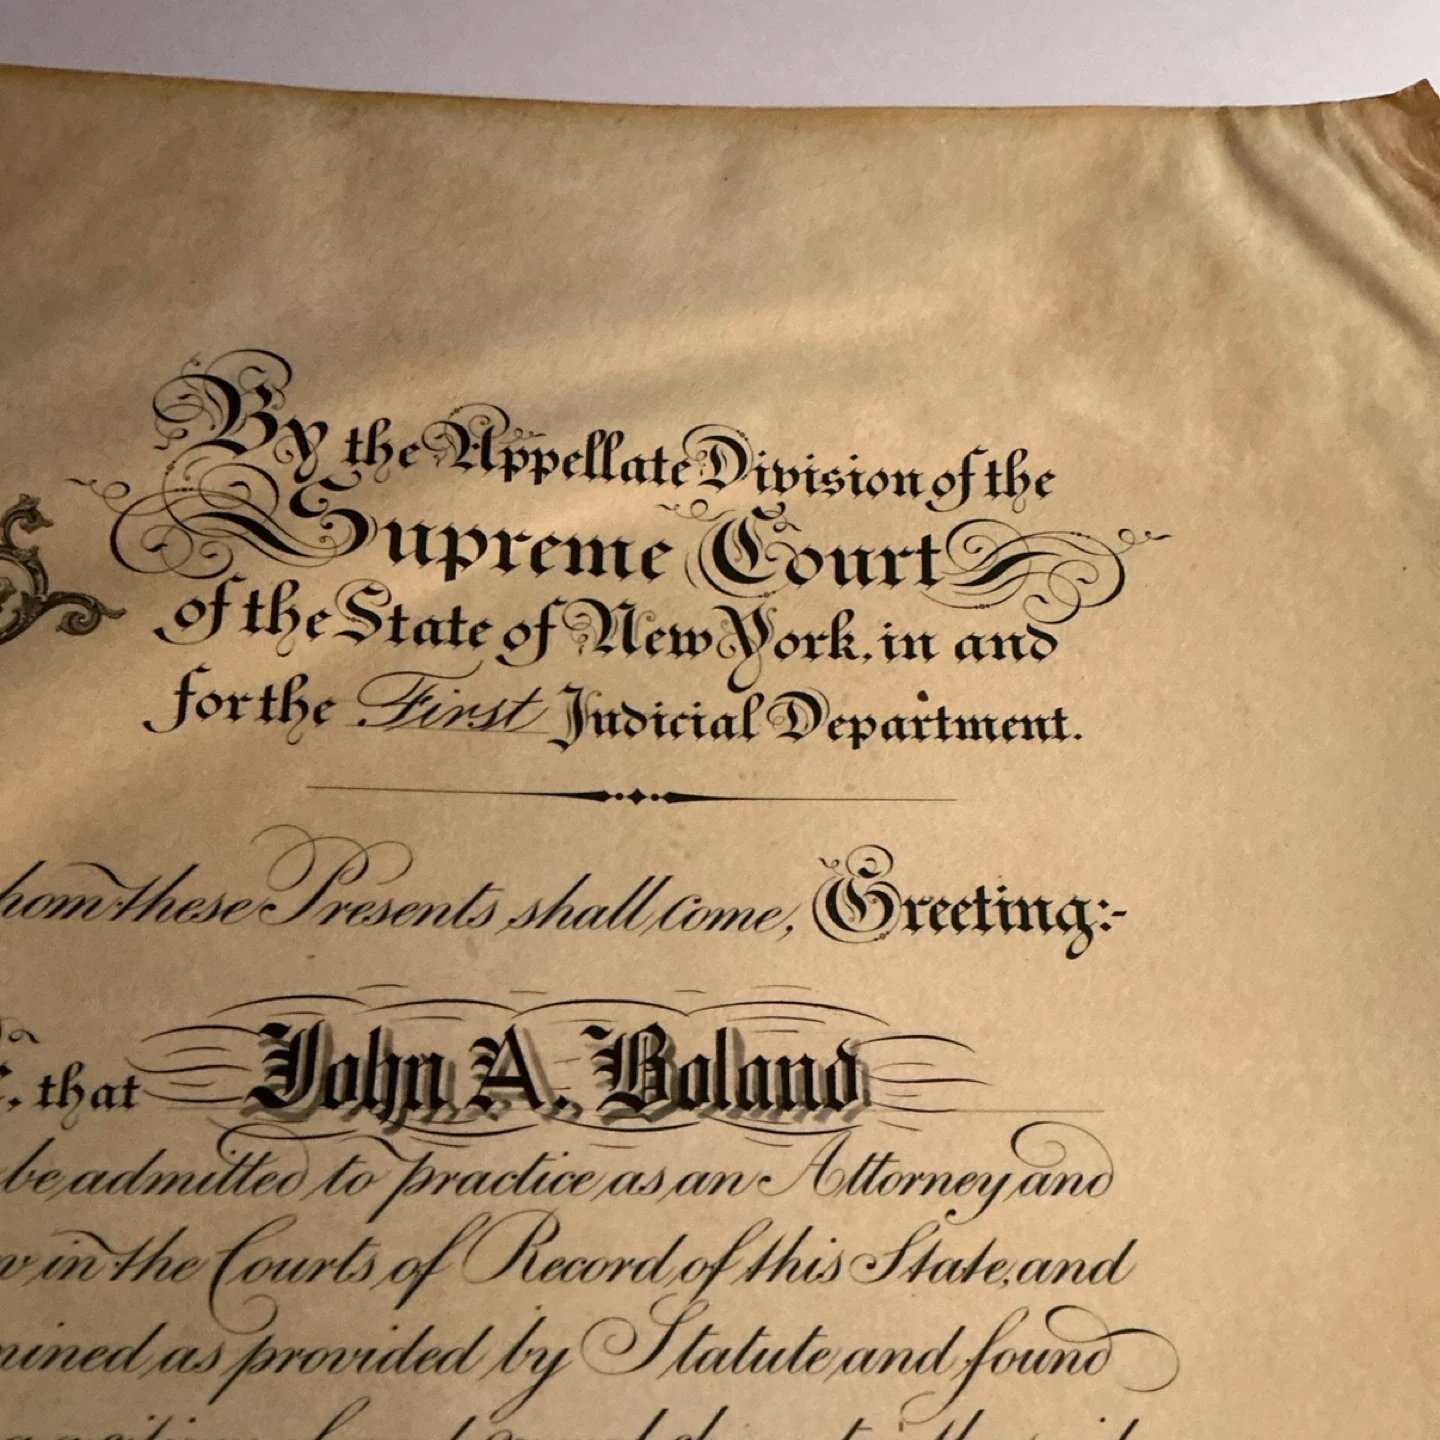 By the Appellate Division of the
Supreme Court
of the State of New York, in and
for the First Judicial Department.
these Presents shall come, Greeting:-
that John A. Boland
be admitted to practice as an Attorney and
in the Courts of Record of this State, and
as provided by Statute and found